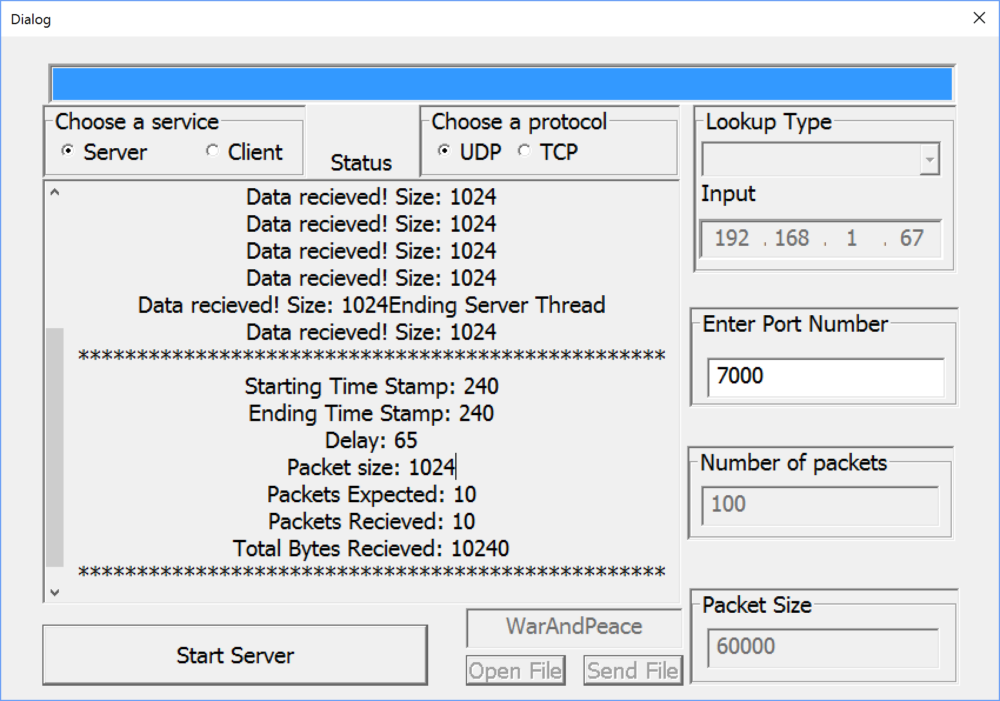 Dialog
Choose a service
Server
Client
Status
Choose a protocol
UDP
TCP
Data recieved! Size: 1024
Data recieved! Size: 1024
Data recieved! Size: 1024
Data recieved! Size: 1024
Data recieved! Size: 1024Ending Server Thread
Data recieved! Size: 1024
**************************************************
Starting Time Stamp: 240
Ending Time Stamp: 240
Delay: 65
Packet size: 1024
Packets Expected: 10
Packets Recieved: 10
Total Bytes Recieved: 10240
**************************************************
Start Server
WarAndPeace
Open File
Send File
Lookup Type
Input
192 . 168 . 1 . 67
Enter Port Number
7000
Number of packets
100
Packet Size
60000